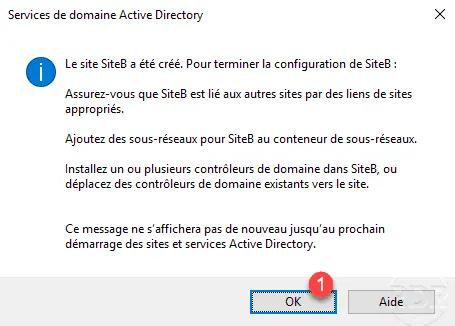 Services de domaine Active Directory
Le site SiteB a été créé. Pour terminer la configuration de SiteB :
Assurez-vous que SiteB est lié aux autres sites par des liens de sites
appropriés.
Ajoutez des sous-réseaux pour SiteB au conteneur de sous-réseaux.
Installez un ou plusieurs contrôleurs de domaine dans SiteB, ou
déplacez des contrôleurs de domaine existants vers le site.
Ce message ne s’affichera pas de nouveau jusqu’au prochain
démarrage des sites et services Active Directory.
1
OK
Aide